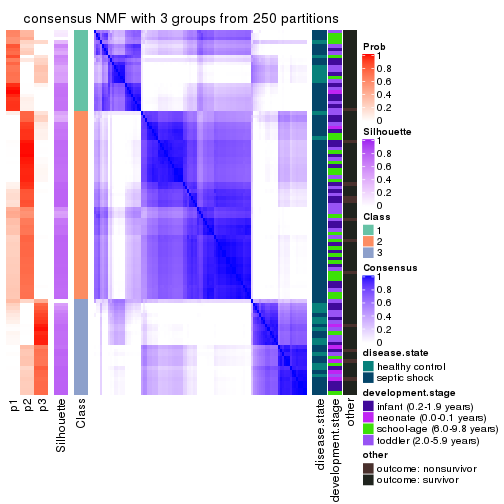 consensus NMF with 3 groups from 250 partitions
Prob
1
0.8
0.6
0.4
0.2
0
Silhouette
1
0.8
0.6
0.4
0.2
0
Class
1
2
3
Consensus
1
0.8
0.6
0.4
0.2
0
disease.state
healthy control
septic shock
development.stage
infant (0.2-1.9 years)
neonate (0.0-0.1 years)
school-age (6.0-9.8 years)
toddler (2.0-5.9 years)
other
outcome: nonsurvivor
outcome: survivor
p1
p2
p3
Silhouette
Class
disease.state
development.stage
other